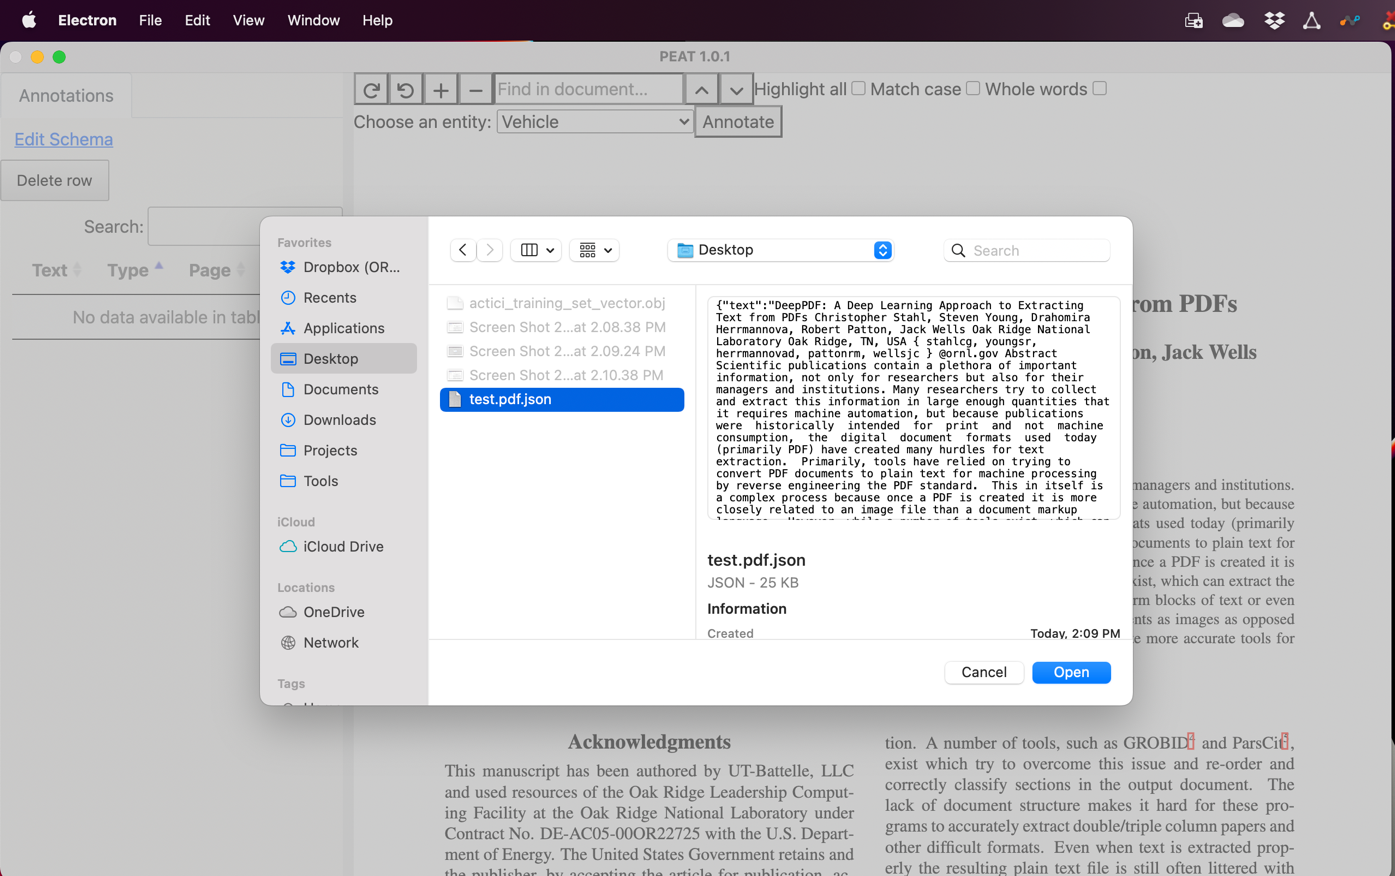 Electron File Edit View Window Help
PEAT 1.0.1
Annotations
Find in document...
Highlight all Match case Whole words
Choose an entity: Vehicle Annotate
Edit Schema
Delete row
Search:
Text Type Page
No data available in tabl
Favorites
Dropbox (OR...
Recents
Applications
Desktop
Documents
Downloads
Projects
Tools
iCloud
iCloud Drive
Locations
OneDrive
Network
Tags
Desktop
Search
actici_training_set_vector.obj
Screen Shot 2...at 2.08.38 PM
Screen Shot 2...at 2.09.24 PM
Screen Shot 2...at 2.10.38 PM
test.pdf.json
{"text":"DeepPDF: A Deep Learning Approach to Extracting
Text from PDFs Christopher Stahl, Steven Young, Drahomira
Herrmannova, Robert Patton, Jack Wells Oak Ridge National
Laboratory Oak Ridge, TN, USA { stahlcg, youngsr,
herrmannovad, pattonrm, wellsjc } @ornl.gov Abstract
Scientific publications contain a plethora of important
information, not only for researchers but also for their
managers and institutions. Many researchers try to collect
and extract this information in large enough quantities that
it requires machine automation, but because publications
were historically intended for print and not machine
consumption, the digital document formats used today
(primarily PDF) have created many hurdles for text
extraction. Primarily, tools have relied on trying to
convert PDF documents to plain text for machine processing
by reverse engineering the PDF standard. This in itself is
a complex process because once a PDF is created it is more
closely related to an image file than a document markup
test.pdf.json
JSON - 25 KB
Information
Created Today, 2:09 PM
Cancel Open
rom PDFs
on, Jack Wells
managers and institutions.
e automation, but because
ats used today (primarily
ocuments to plain text for
nce a PDF is created it is
xist, which can extract the
rm blocks of text or even
nts as images as opposed
e more accurate tools for
Acknowledgments
This manuscript has been authored by UT-Battelle, LLC
and used resources of the Oak Ridge Leadership Comput-
ing Facility at the Oak Ridge National Laboratory under
Contract No. DE-AC05-00OR22725 with the U.S. Depart-
ment of Energy. The United States Government retains and
the publisher, by accepting the article for publication, ac-
tion. A number of tools, such as GROBID and ParsCit,
exist which try to overcome this issue and re-order and
correctly classify sections in the output document. The
lack of document structure makes it hard for these pro-
grams to accurately extract double/triple column papers and
other difficult formats. Even when text is extracted prop-
erly the resulting plain text file is still often littered with